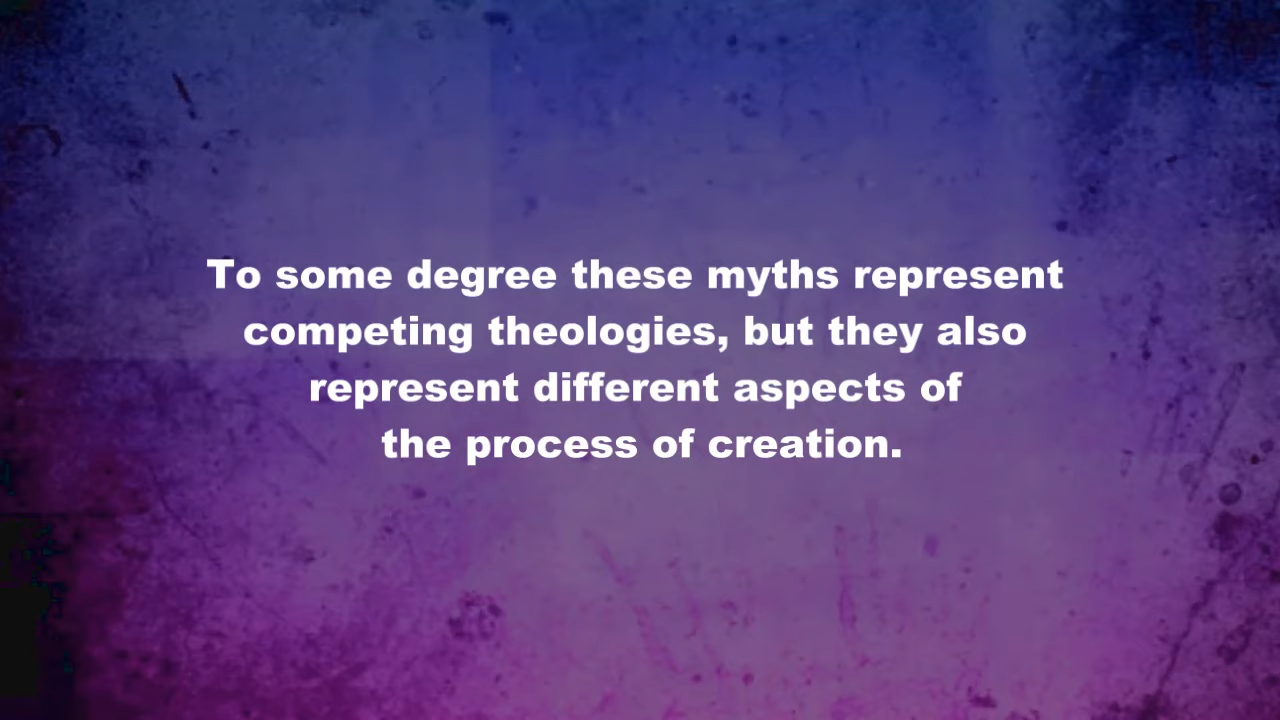 To some degree these myths represent
competing theologies, but they also
represent different aspects of
the process of creation.